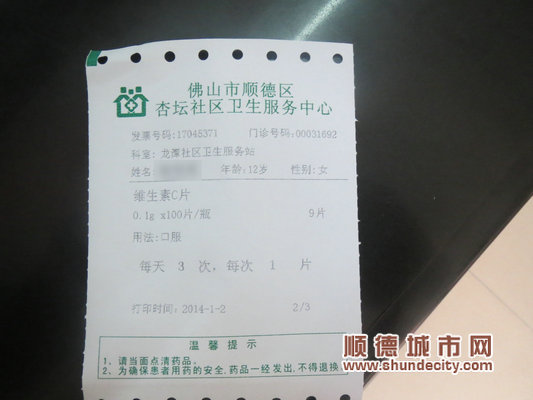 佛山市顺德区
杏坛社区卫生服务中心
发票号码:17045371 门诊号码:00031692
科室: 龙潭社区卫生服务站
姓名: 年龄:12岁 性别:女
维生素C片
0.1g x100片/瓶 9片
用法:口服
每天 3 次, 每次 1 片
打印时间: 2014-1-2 2/3
温馨提示
1、请当面点清药品。
2、为确保患者用药的安全,药品一经发出,不得退换
顺德城市网
www.shundecity.com